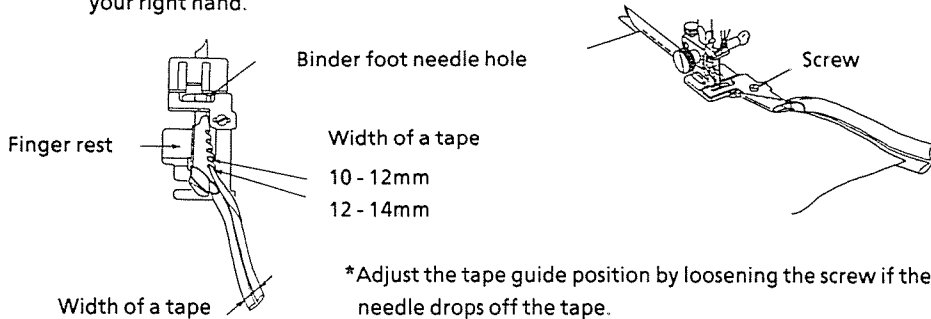 your right hand.
Binder foot needle hole
Screw
Finger rest
Width of a tape
10 - 12mm
12 - 14mm
Width of a tape
*Adjust the tape guide position by loosening the screw if the
needle drops off the tape.